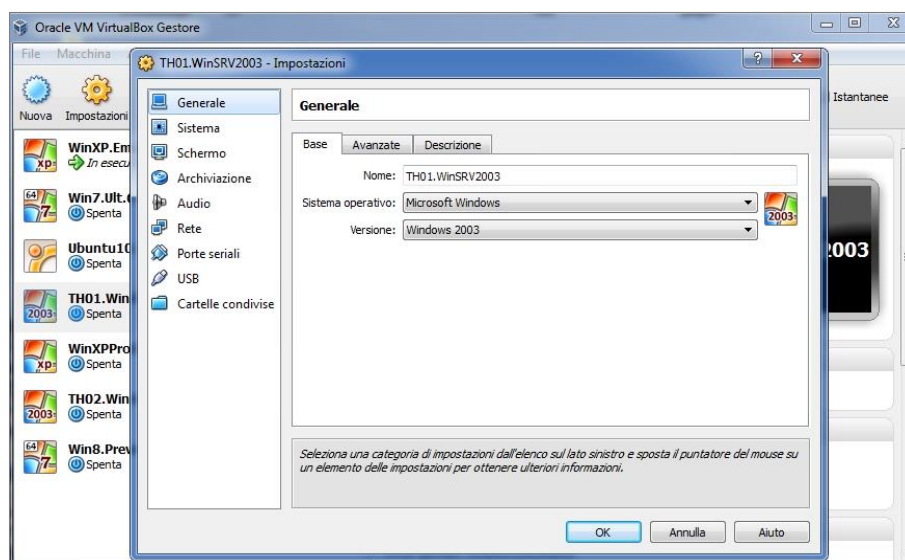 Oracle VM VirtualBox Gestore
File Macchina
Nuova Impostazioni
Istantanee
WinXP.Em
In esecu
Win7.Ult.
Spenta
Ubuntu10
Spenta
TH01.Win
Spenta
WinXPPro
Spenta
TH02.Win
Spenta
Win8.Prev
Spenta
TH01.WinSRV2003 - Impostazioni
Generale
Sistema
Schermo
Archiviazione
Audio
Rete
Porte seriali
USB
Cartelle condivise
Generale
Base Avanzate Descrizione
Nome: TH01.WinSRV2003
Sistema operativo: Microsoft Windows
2003
Versione: Windows 2003
Seleziona una categoria di impostazioni dall'elenco sul lato sinistro e sposta il puntatore del mouse su
un elemento delle impostazioni per ottenere ulteriori informazioni.
OK Annulla Aiuto
2003